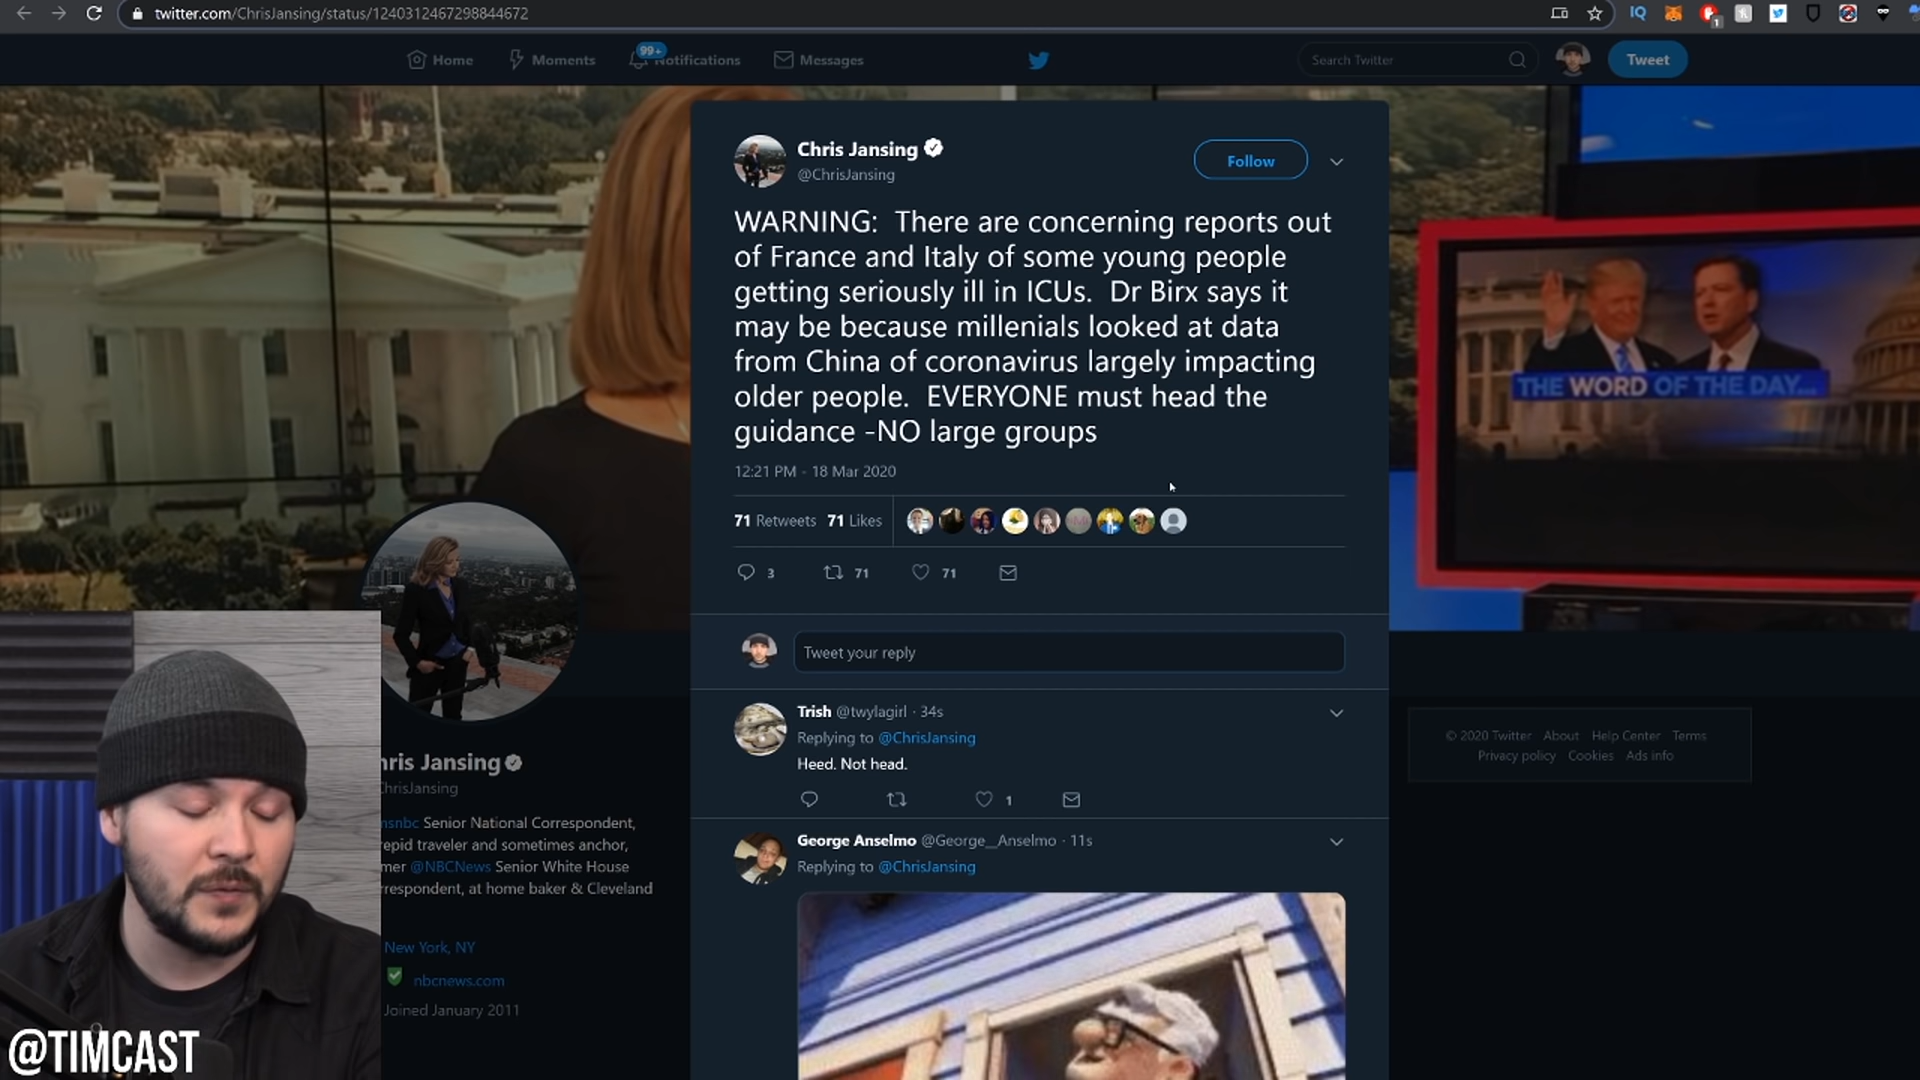 twitter.com/ChrisJansing/status/1240312467298844672
Home
Moments
99+
Notifications
Messages
Search Twitter
Tweet
Chris Jansing
@ChrisJansing
Follow
WARNING: There are concerning reports out
of France and Italy of some young people
getting seriously ill in ICUs. Dr Birx says it
may be because millenials looked at data
from China of coronavirus largely impacting
older people. EVERYONE must head the
guidance -NO large groups
12:21 PM - 18 Mar 2020
71 Retweets 71 Likes
3 71 71
Tweet your reply
Trish @twylagirl · 34s
Replying to @ChrisJansing
Heed. Not head.
1
George Anselmo @George__Anselmo · 11s
Replying to @ChrisJansing
THE WORD OF THE DAY...
© 2020 Twitter About Help Center Terms
Privacy policy Cookies Ads info
hris Jansing
ChrisJansing
msnbc Senior National Correspondent,
repid traveler and sometimes anchor,
mer @NBCNews Senior White House
rrespondent, at home baker & Cleveland
New York, NY
nbcnews.com
Joined January 2011
@TIMCAST
IQ
1